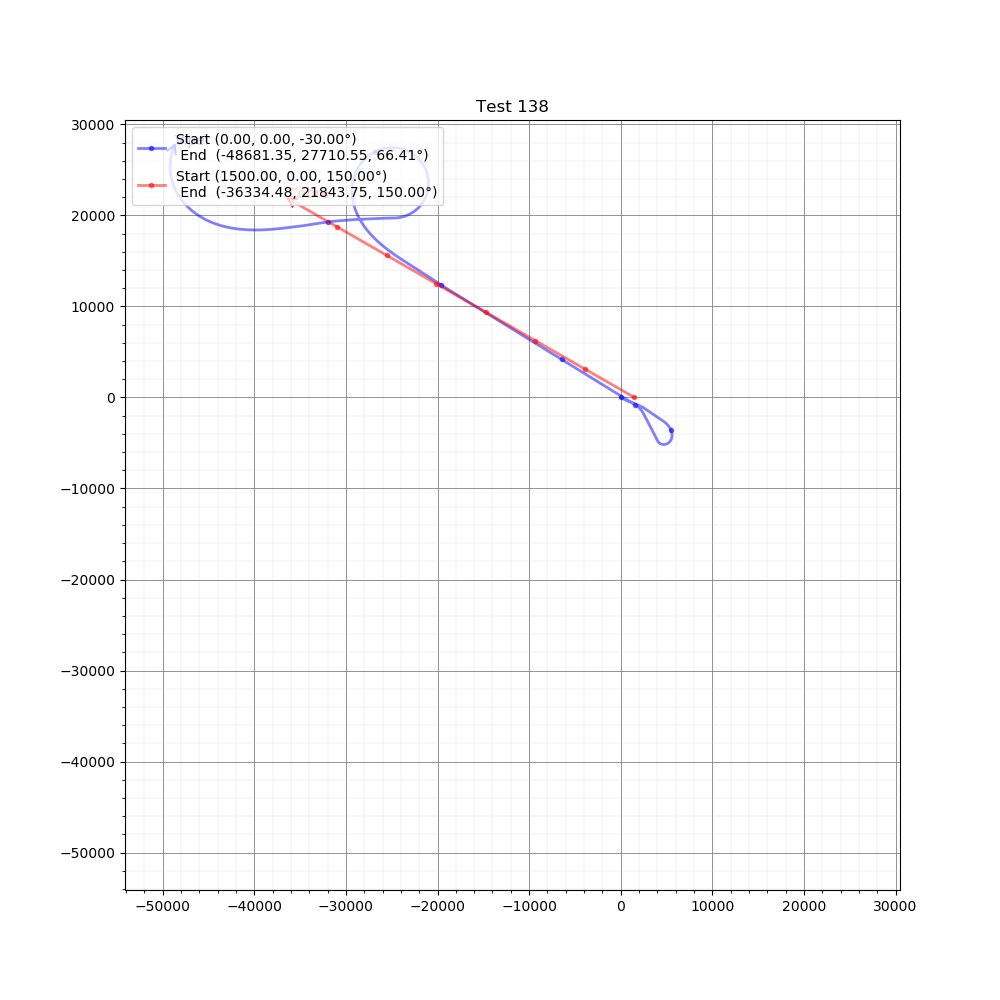 Test 138
Start (0.00, 0.00, -30.00°)
End (-48681.35, 27710.55, 66.41°)
Start (1500.00, 0.00, 150.00°)
End (-36334.48, 21843.75, 150.00°)
30000
20000
10000
0
−10000
−20000
−30000
−40000
−50000
−50000 −40000 −30000 −20000 −10000 0 10000 20000 30000